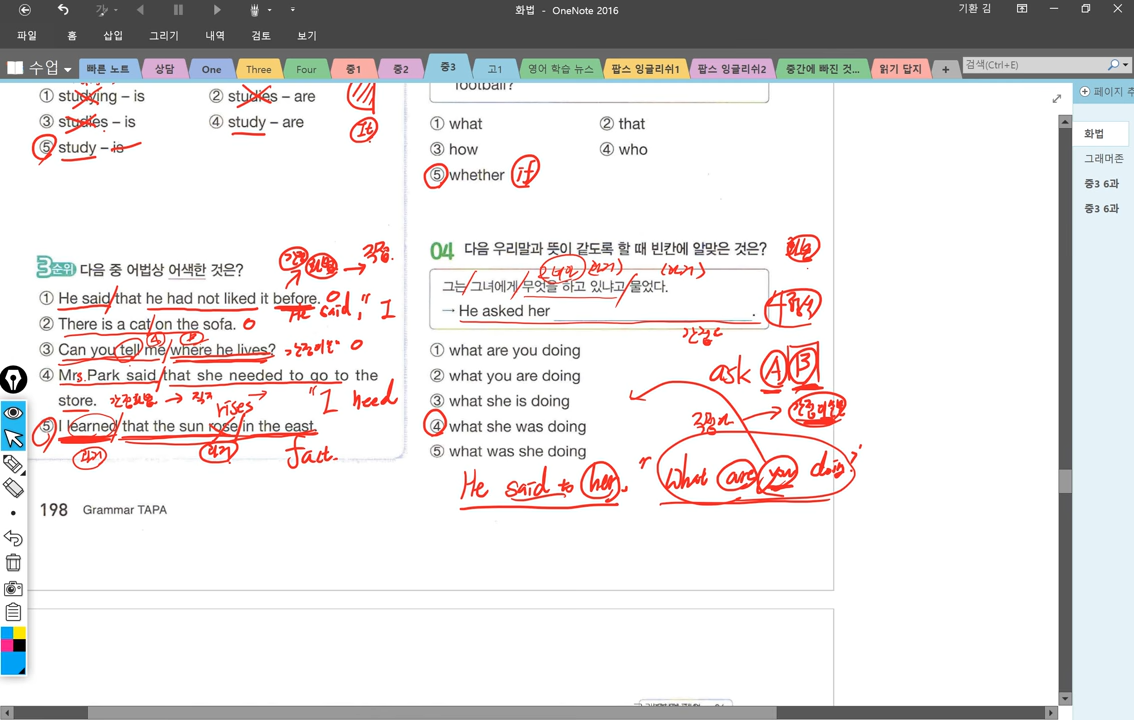 화법 - OneNote 2016
기환 김
파일 홈 삽입 그리기 내역 검토 보기
수업 빠른 노트 상담 One Three Four 중1 중2 중3 고1 영어 학습 뉴스 팝스 잉글리쉬1 팝스 잉글리쉬2 중간에 빠진 것... 읽기 답지 + 검색(Ctrl+E)
페이지 추
화법
그래머존
중3 6과
중3 6과
① studying – is ② studies – are
③ studies – is ④ study – are
⑤ study – is
It
football?
① what ② that
③ how ④ who
⑤ whether if
3순위 다음 중 어법상 어색한 것은?
① He said that he had not liked it before.
He said, "I
② There is a cat on the sofa.
③ Can you tell me where he lives?
④ Mrs. Park said that she needed to go to the
store.
"I need
rises
⑤ I learned that the sun rose in the east.
과거 과거 fact.
198 Grammar TAPA
04 다음 우리말과 뜻이 같도록 할 때 빈칸에 알맞은 것은? 화법
그는 그녀에게 무엇을 하고 있냐고 물었다.
→ He asked her .
① what are you doing
② what you are doing
③ what she is doing
④ what she was doing
⑤ what was she doing
ask A B
He said to her, "What are you doing?"